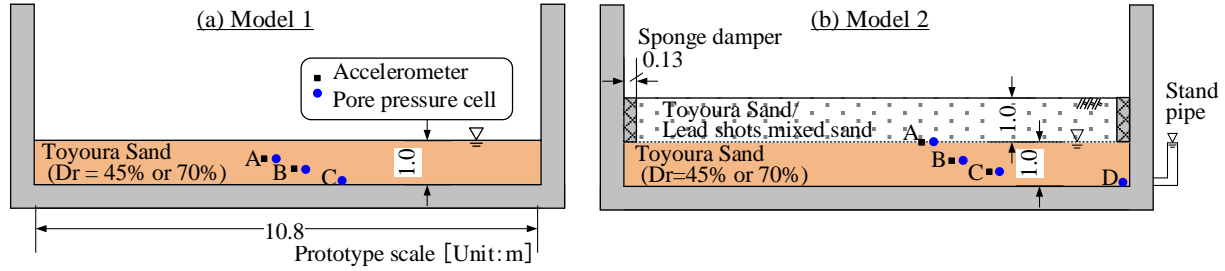 (a) Model 1
Accelerometer
Pore pressure cell
Toyoura Sand
(Dr = 45% or 70%)
A
B
C
1.0
10.8
Prototype scale [Unit:m]
(b) Model 2
Sponge damper
0.13
Toyoura Sand/
Lead shots mixed sand
1.0
Stand
pipe
A
Toyoura Sand
(Dr=45% or 70%)
B
C
1.0
D